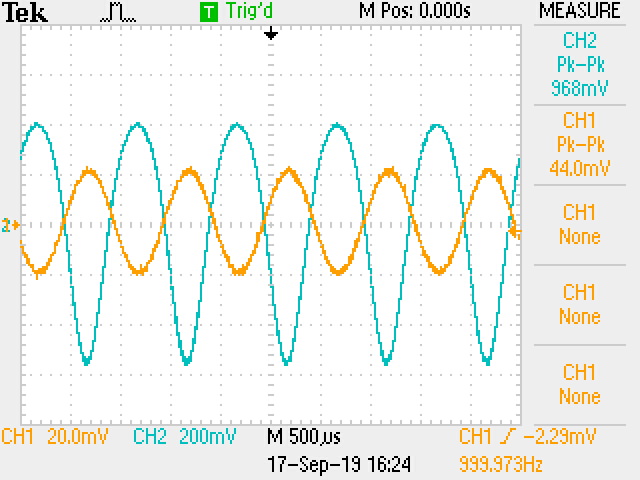 Tek T Trig'd M Pos: 0.000s MEASURE
CH2
Pk-Pk
968mV
CH1
Pk-Pk
44.0mV
CH1
None
CH1
None
CH1
None
2
CH1 20.0mV CH2 200mV M 500µs CH1 -2.29mV
17-Sep-19 16:24 999.973Hz